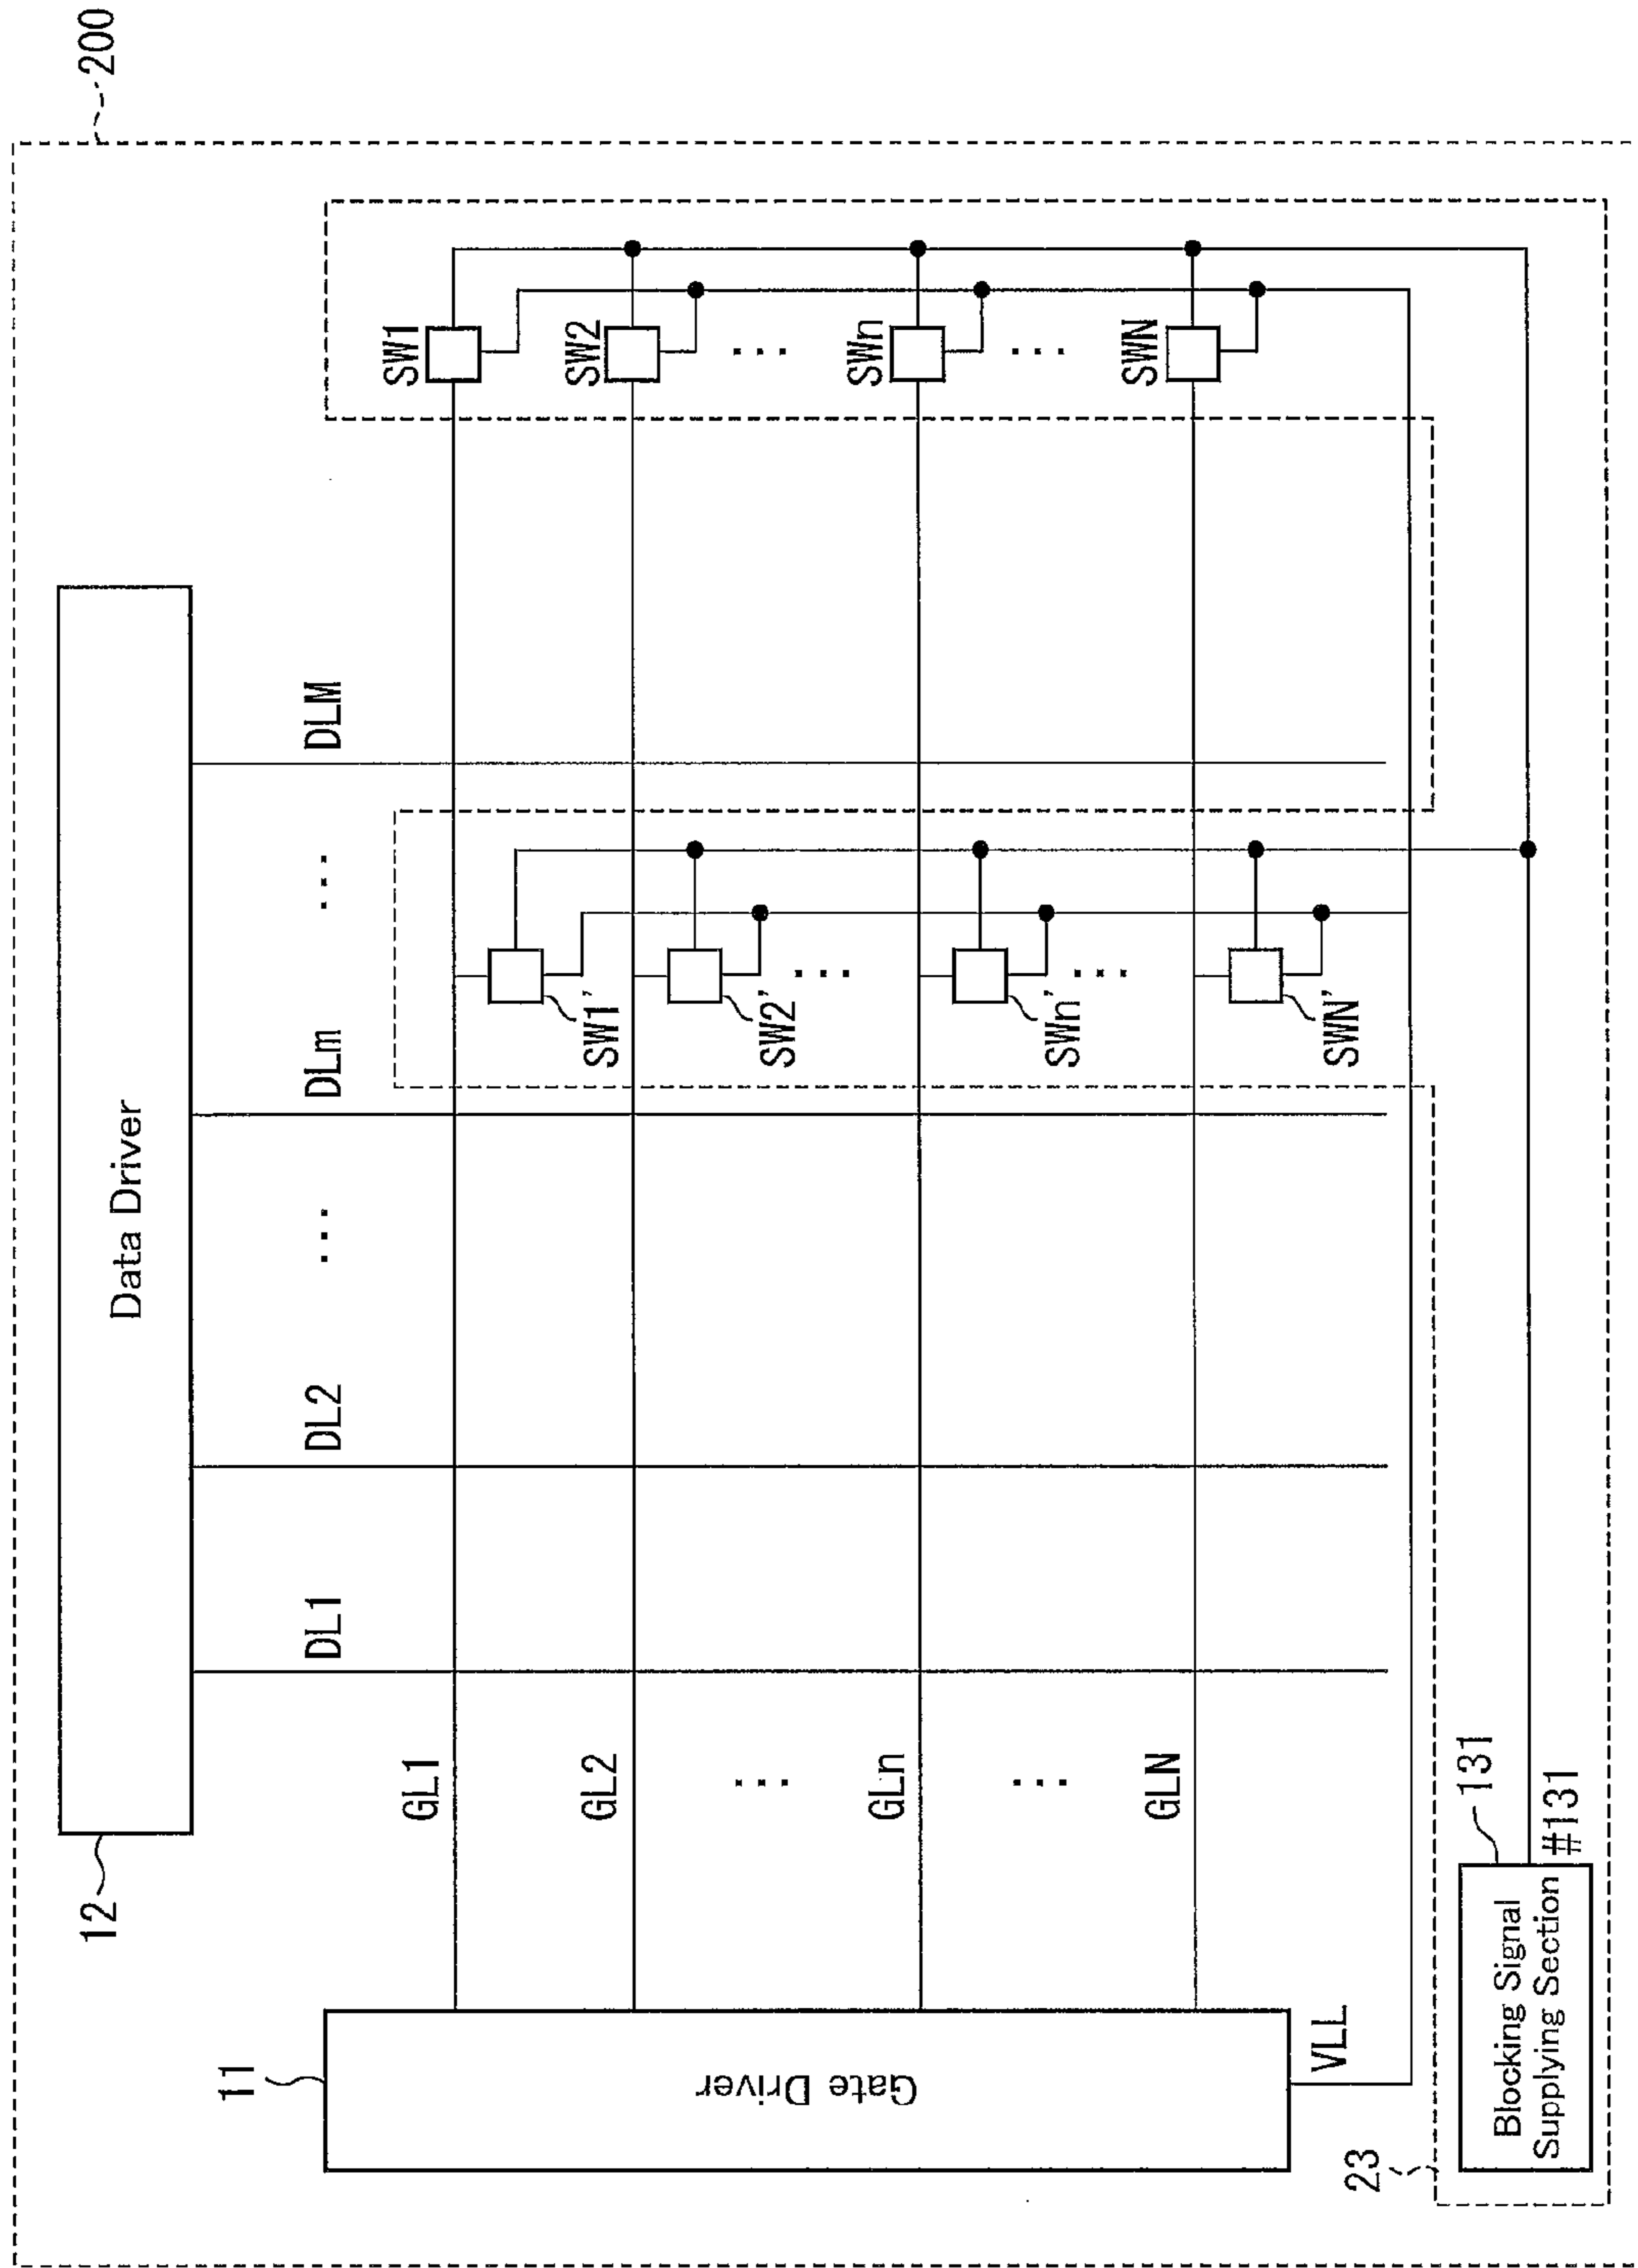 200
12
Data Driver
DL1
DL2
...
DLm
...
DLM
11
Gate Driver
VLL
GL1
GL2
...
GLn
...
GLN
SW1'
SW2'
...
SWn'
...
SWN'
SW1
SW2
...
SWn
...
SWN
23
Blocking Signal
Supplying Section
131
#131